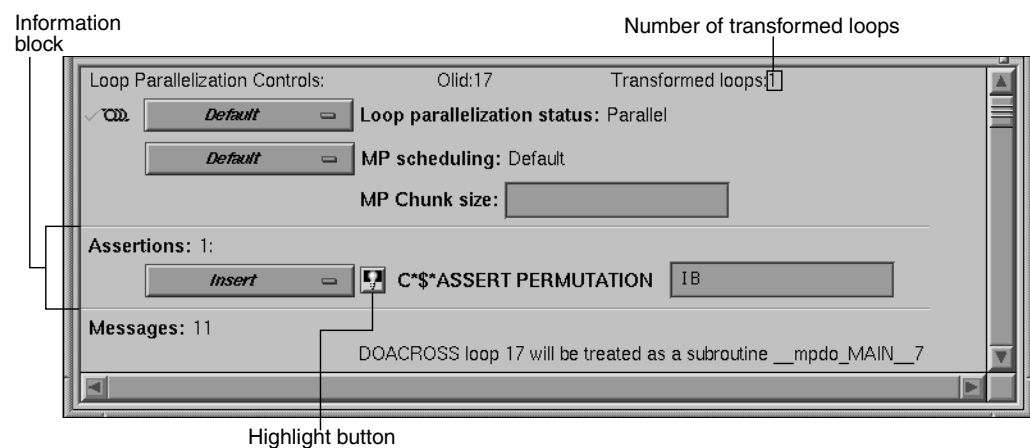 Information
block
Number of transformed loops
Loop Parallelization Controls: Olid:17 Transformed loops:1
Default Loop parallelization status: Parallel
Default MP scheduling: Default
MP Chunk size:
Assertions: 1:
Insert C*$*ASSERT PERMUTATION IB
Messages: 11
DOACROSS loop 17 will be treated as a subroutine __mpdo_MAIN__7
Highlight button